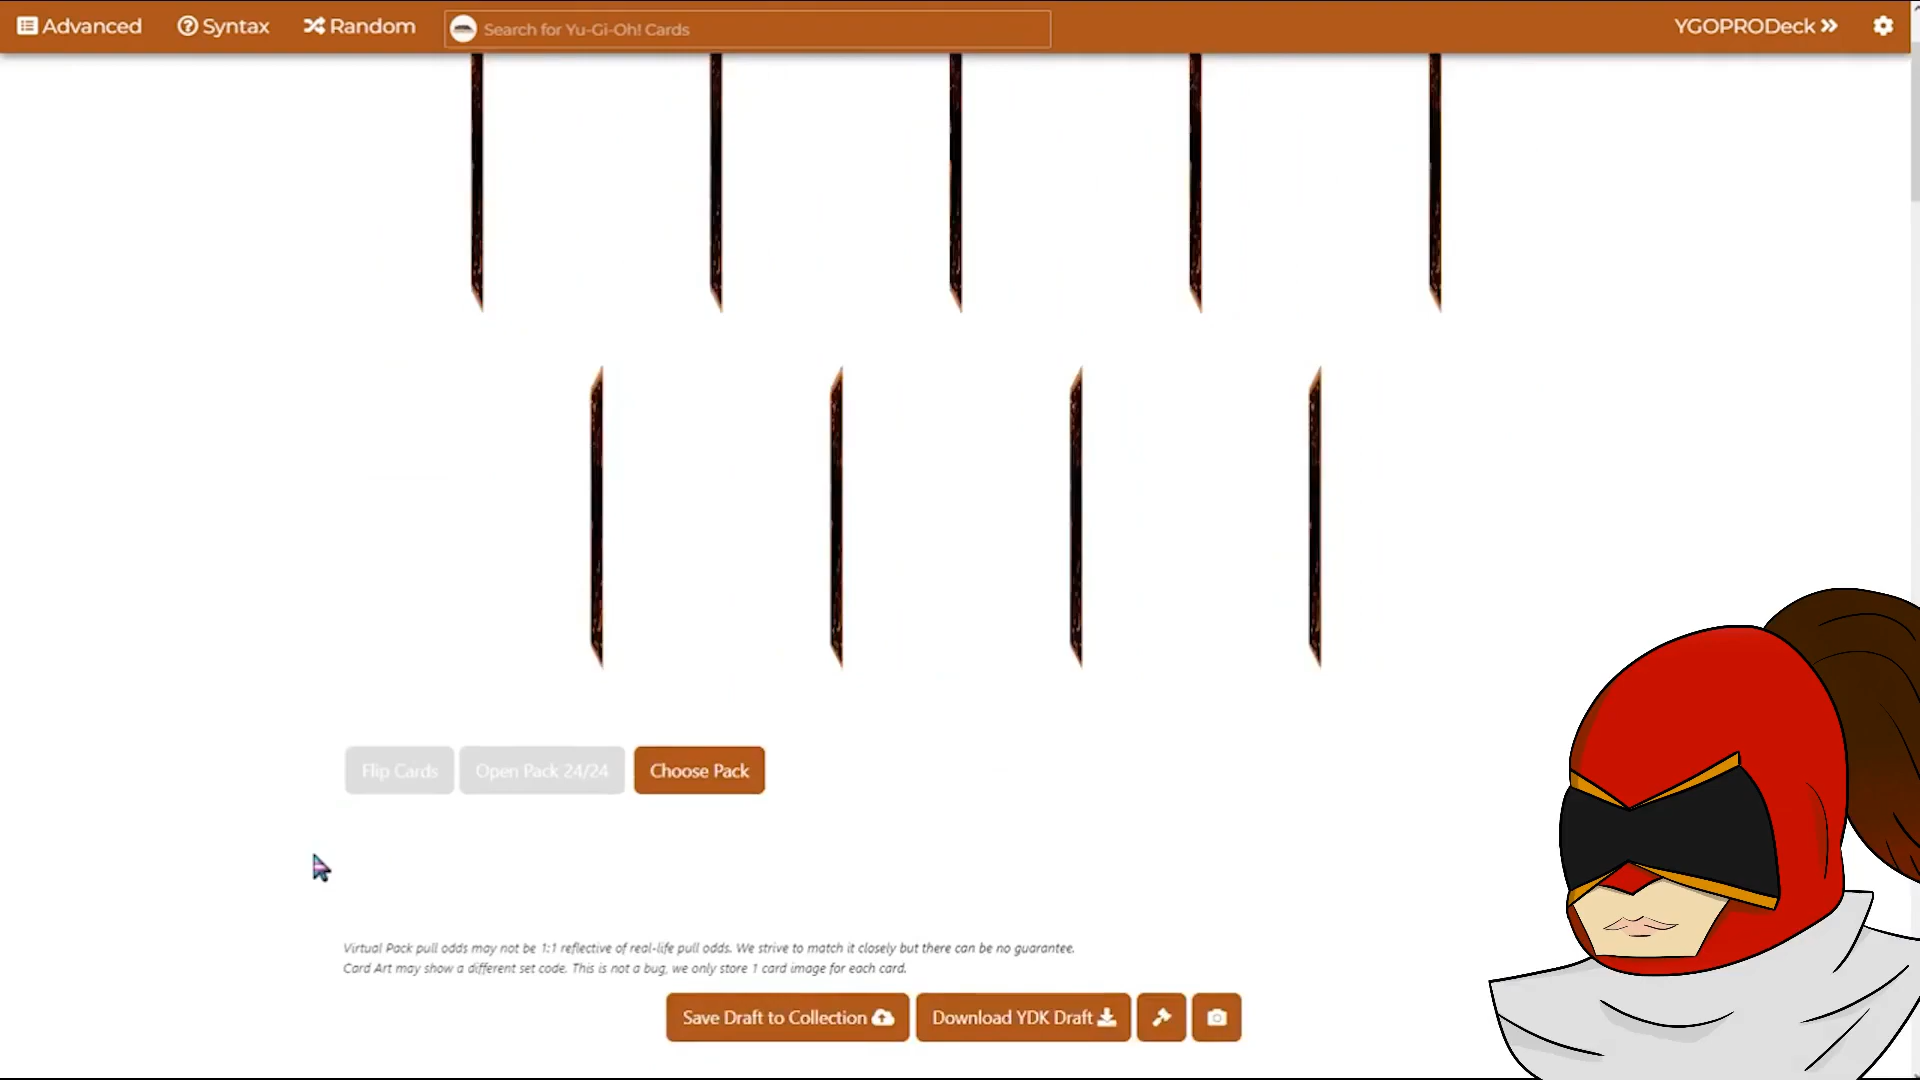 Advanced
Syntax
Random
Search for Yu-Gi-Oh! Cards
YGOPRODeck
Flip Cards
Open Pack 24/24
Choose Pack
Virtual Pack pull odds may not be 1:1 reflective of real-life pull odds. We strive to match it closely but there can be no guarantee.
Card Art may show a different set code. This is not a bug, we only store 1 card image for each card.
Save Draft to Collection
Download YDK Draft